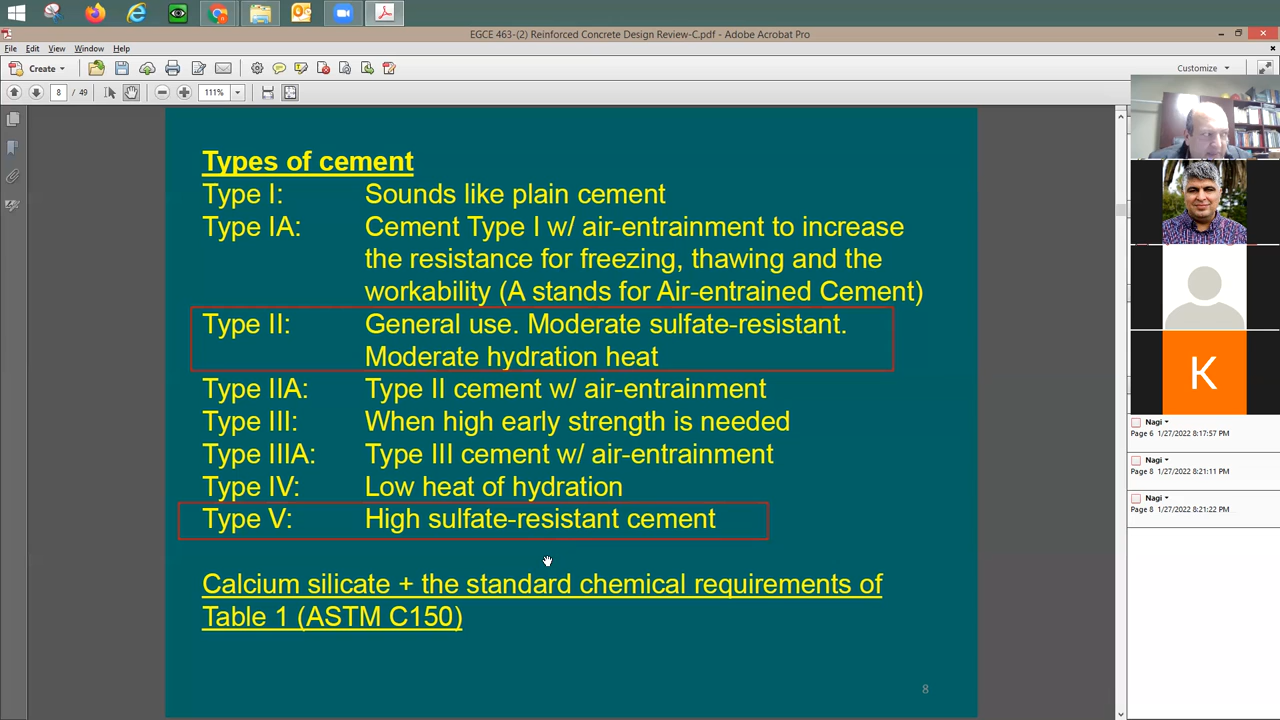 EGCE 463-(2) Reinforced Concrete Design Review-C.pdf - Adobe Acrobat Pro
File Edit View Window Help
Create
Customize
8 / 49
111%
Types of cement
Type I: Sounds like plain cement
Type IA: Cement Type I w/ air-entrainment to increase
the resistance for freezing, thawing and the
workability (A stands for Air-entrained Cement)
Type II: General use. Moderate sulfate-resistant.
Moderate hydration heat
Type IIA: Type II cement w/ air-entrainment
Type III: When high early strength is needed
Type IIIA: Type III cement w/ air-entrainment
Type IV: Low heat of hydration
Type V: High sulfate-resistant cement
Calcium silicate + the standard chemical requirements of
Table 1 (ASTM C150)
8
K
Nagi
Page 6 1/27/2022 8:17:57 PM
Nagi
Page 8 1/27/2022 8:21:11 PM
Nagi
Page 8 1/27/2022 8:21:22 PM